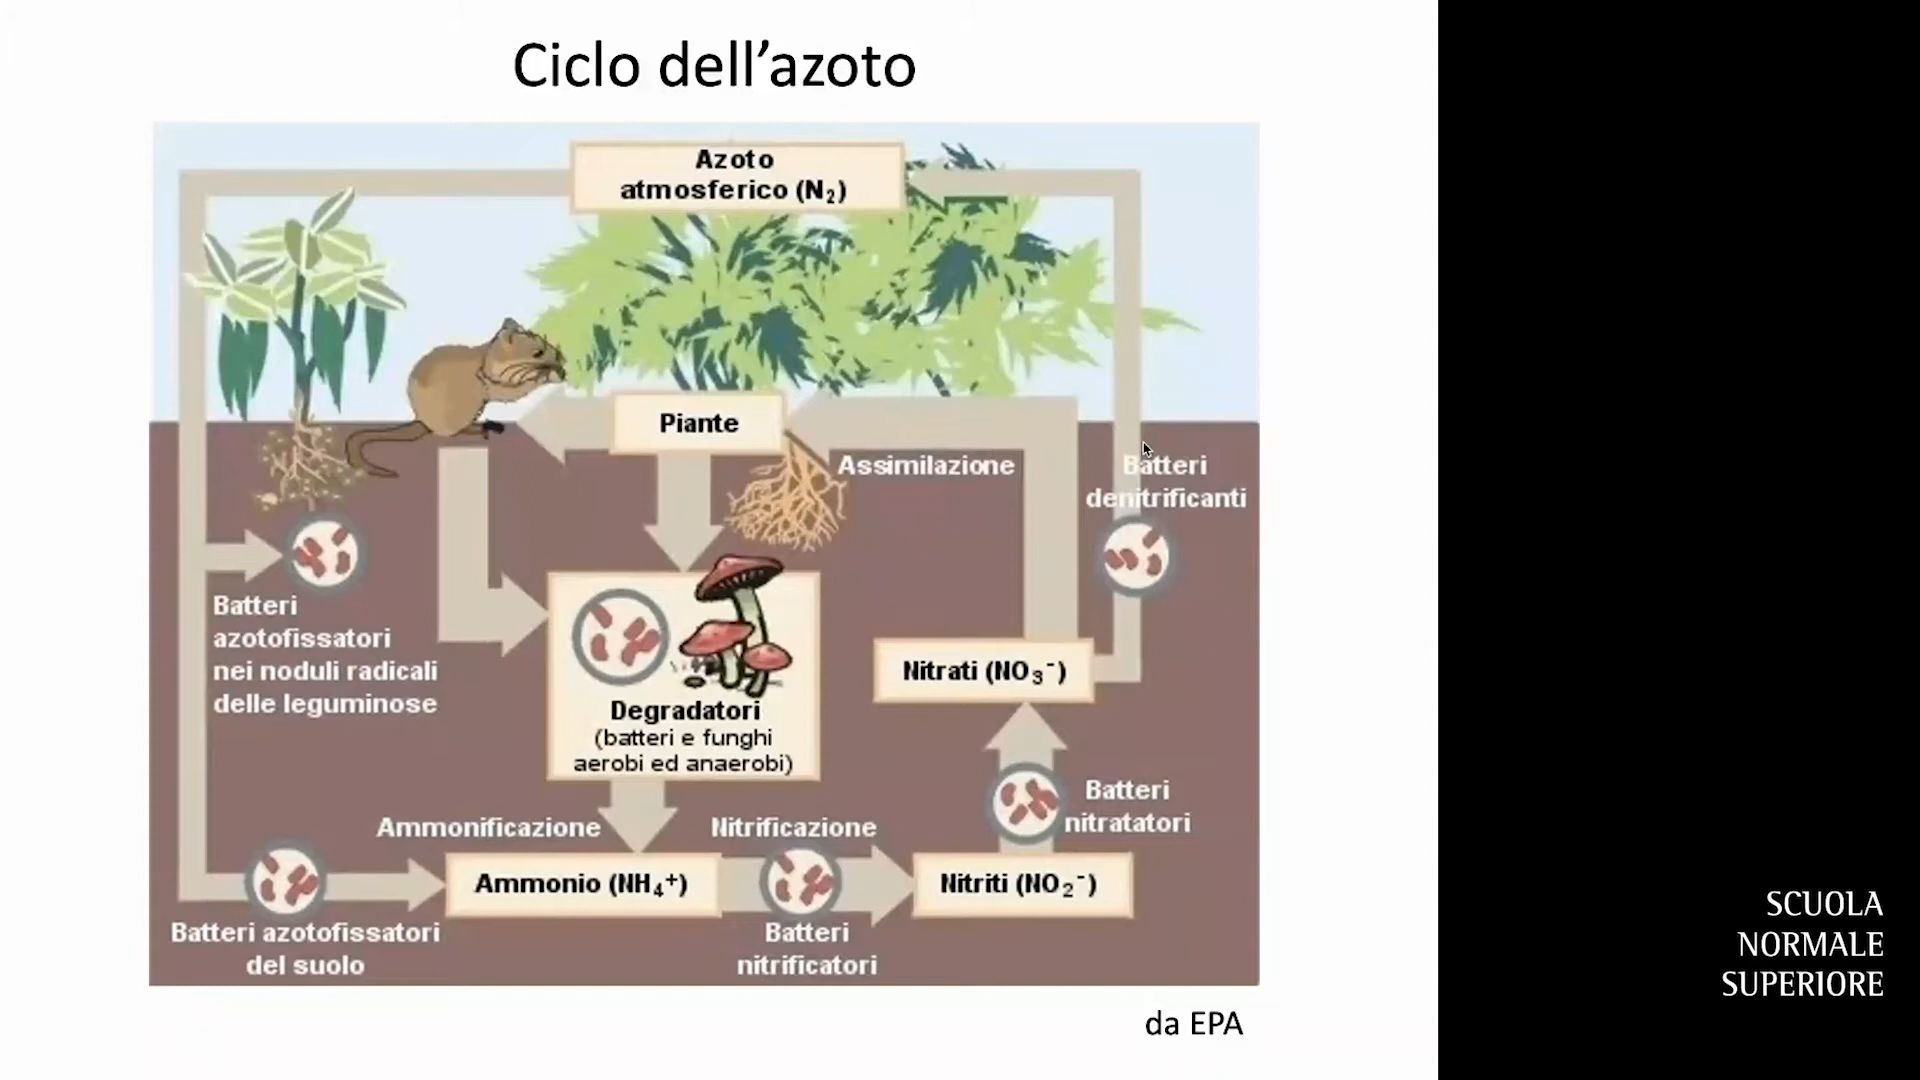 Ciclo dell’azoto
Azoto
atmosferico (N₂)
Piante
Assimilazione
Batteri
denitrificanti
Batteri
azotofissatori
nei noduli radicali
delle leguminose
Degradatori
(batteri e funghi
aerobi ed anaerobi)
Nitrati (NO₃⁻)
Batteri
nitratatori
Ammonificazione
Nitrificazione
Ammonio (NH₄⁺)
Nitriti (NO₂⁻)
Batteri azotofissatori
del suolo
Batteri
nitrificatori
da EPA
SCUOLA
NORMALE
SUPERIORE